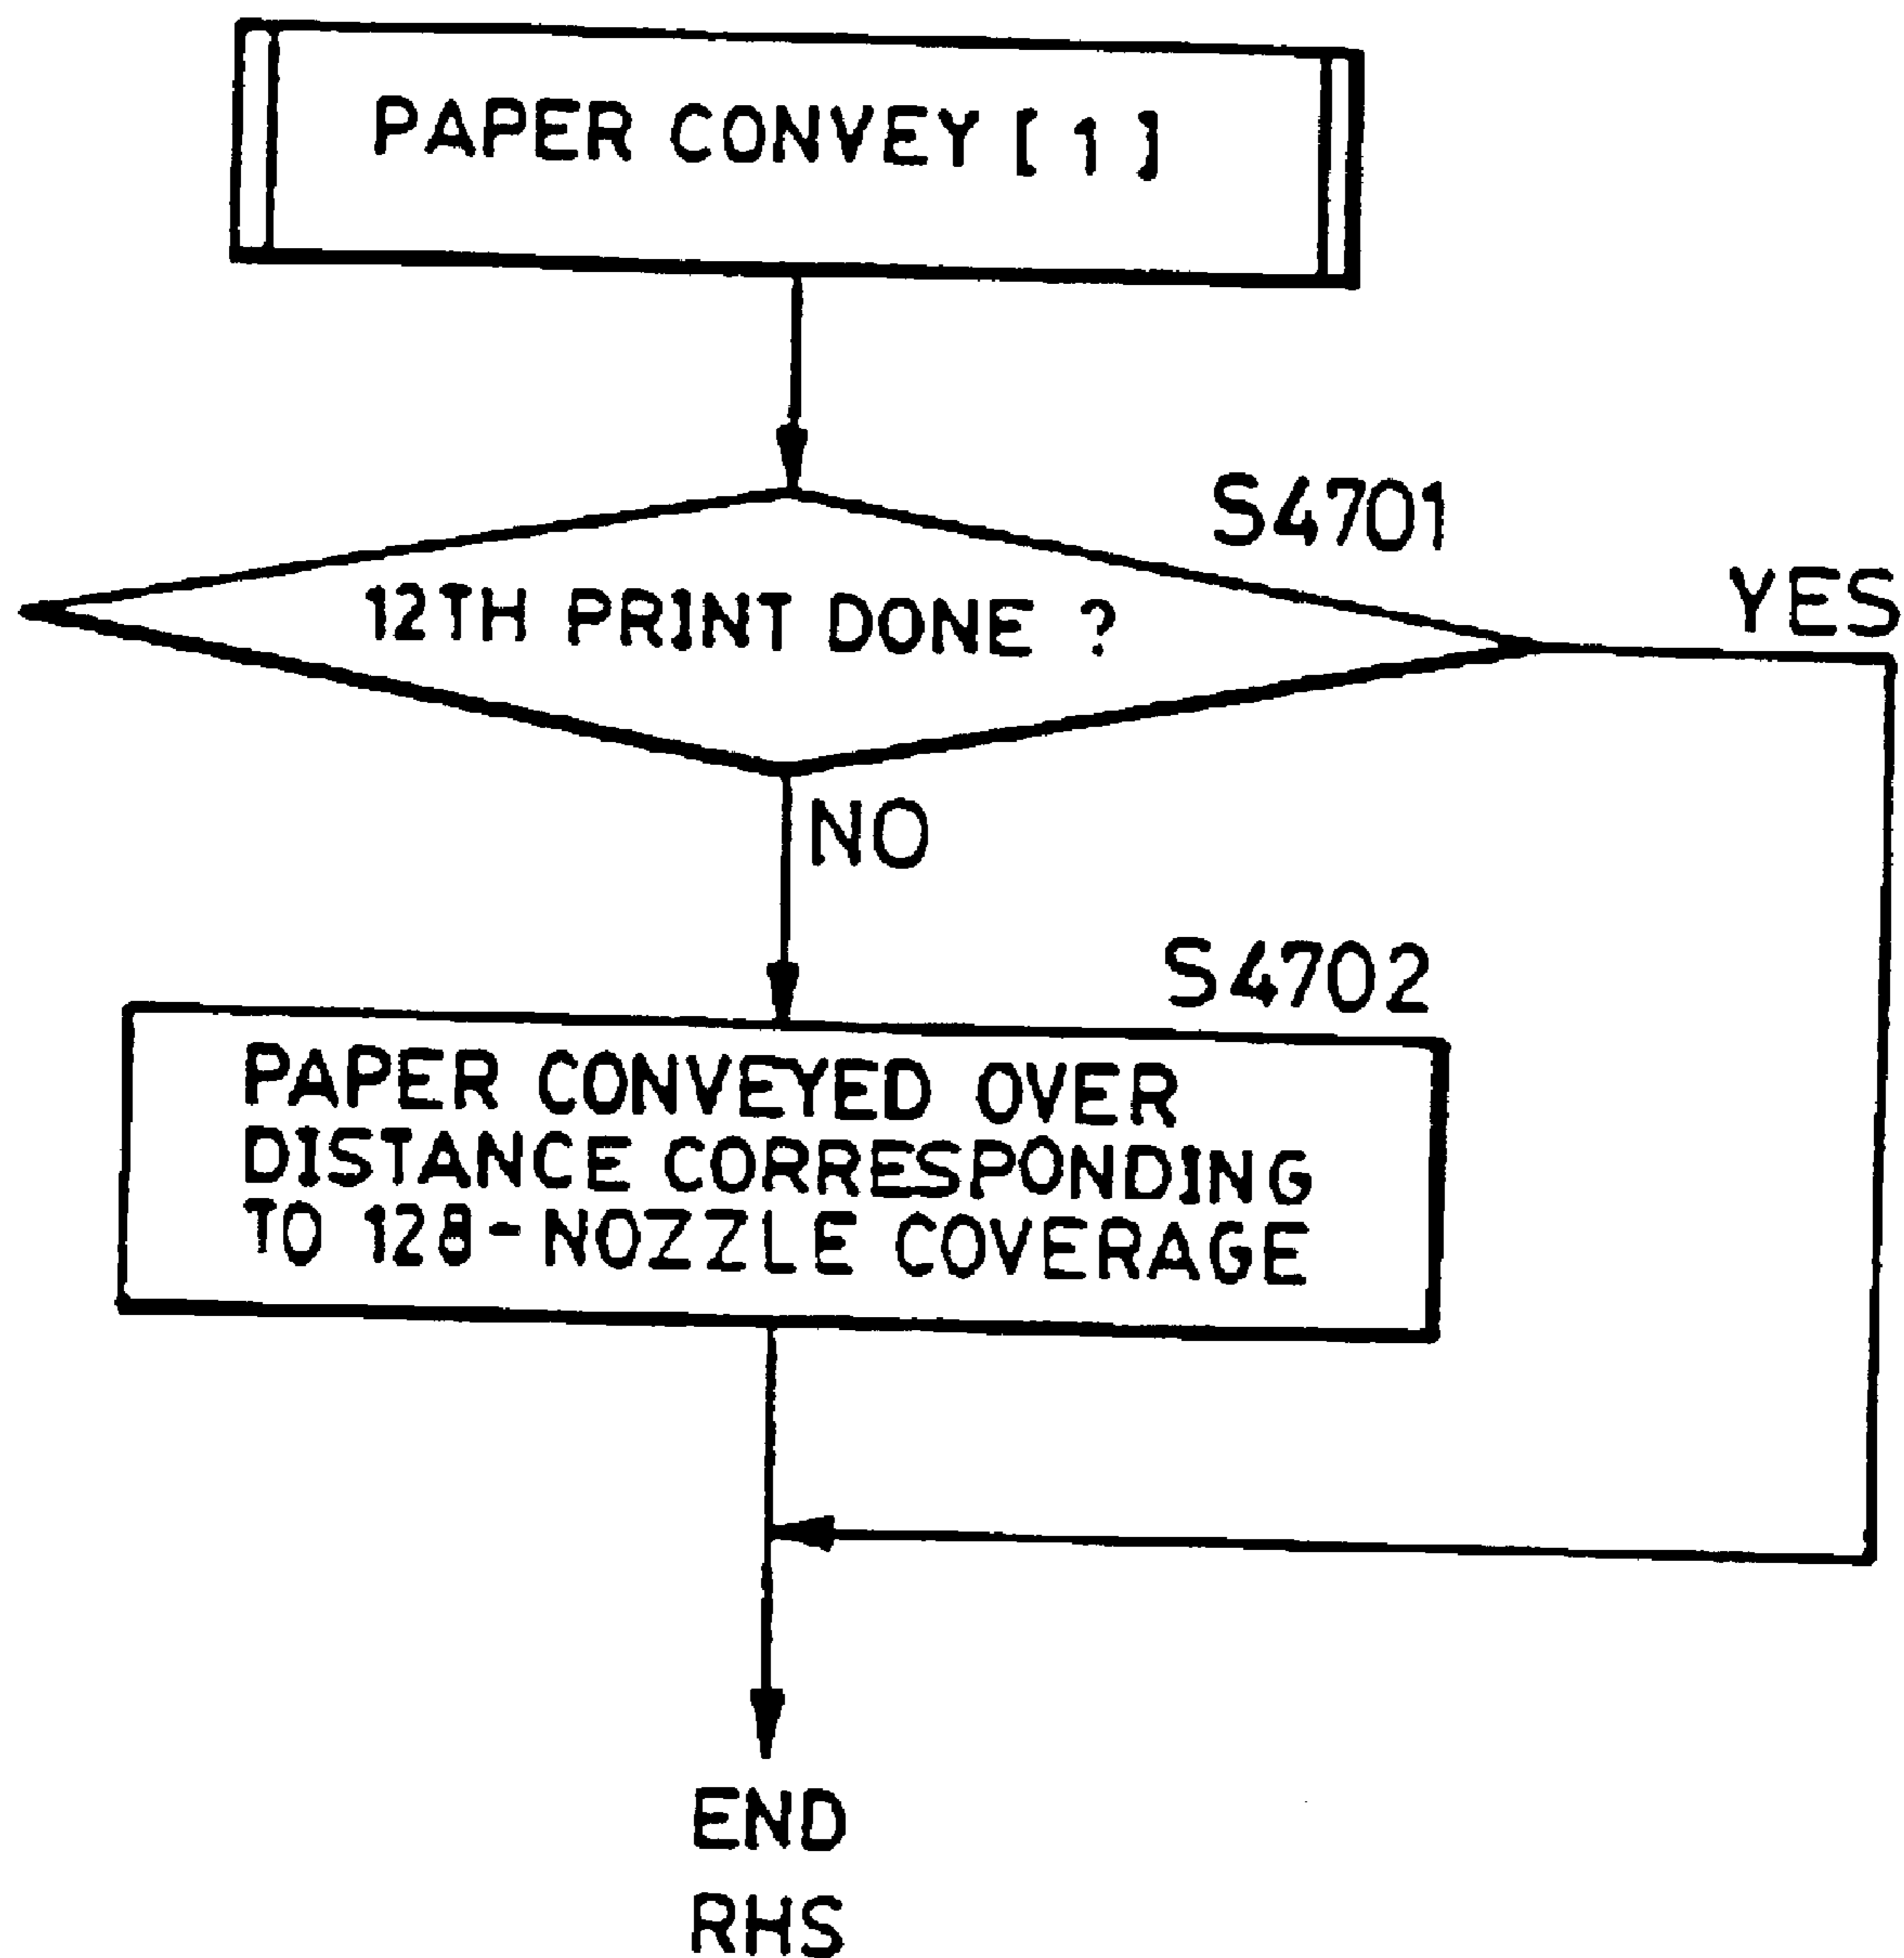 PAPER CONVEY [ 1 ]
S4701
12TH PRINT DONE ?
YES
NO
S4702
PAPER CONVEYED OVER
DISTANCE CORRESPONDING
TO 128-NOZZLE COVERAGE
END
RHS